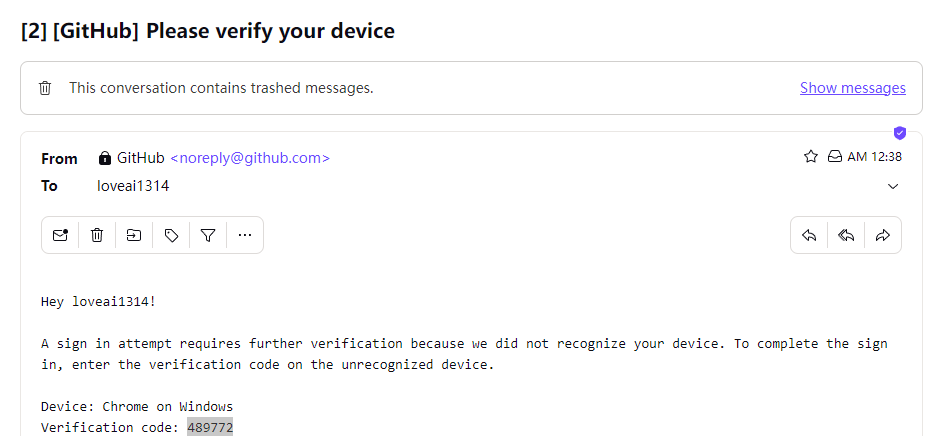 [2] [GitHub] Please verify your device
This conversation contains trashed messages.
Show messages
From GitHub <noreply@github.com>
AM 12:38
To loveai1314
Hey loveai1314!
A sign in attempt requires further verification because we did not recognize your device. To complete the sign
in, enter the verification code on the unrecognized device.
Device: Chrome on Windows
Verification code: 489772